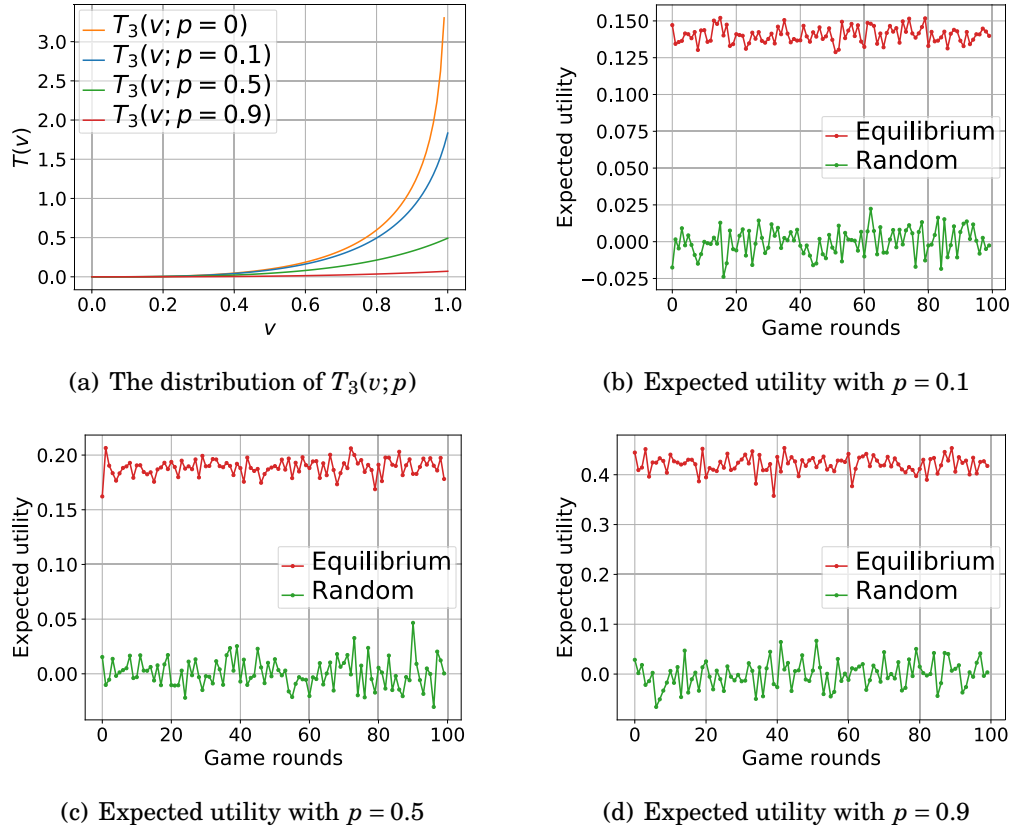 T₃(v; p = 0)
T₃(v; p = 0.1)
T₃(v; p = 0.5)
T₃(v; p = 0.9)
3.0
2.5
2.0
1.5
1.0
0.5
0.0
T(v)
0.0 0.2 0.4 0.6 0.8 1.0
v
(a) The distribution of T₃(v; p)
0.150
0.125
0.100
0.075
0.050
0.025
0.000
−0.025
Expected utility
Equilibrium
Random
0 20 40 60 80 100
Game rounds
(b) Expected utility with p = 0.1
0.20
0.15
0.10
0.05
0.00
Expected utility
Equilibrium
Random
0 20 40 60 80 100
Game rounds
(c) Expected utility with p = 0.5
0.4
0.3
0.2
0.1
0.0
Expected utility
Equilibrium
Random
0 20 40 60 80 100
Game rounds
(d) Expected utility with p = 0.9